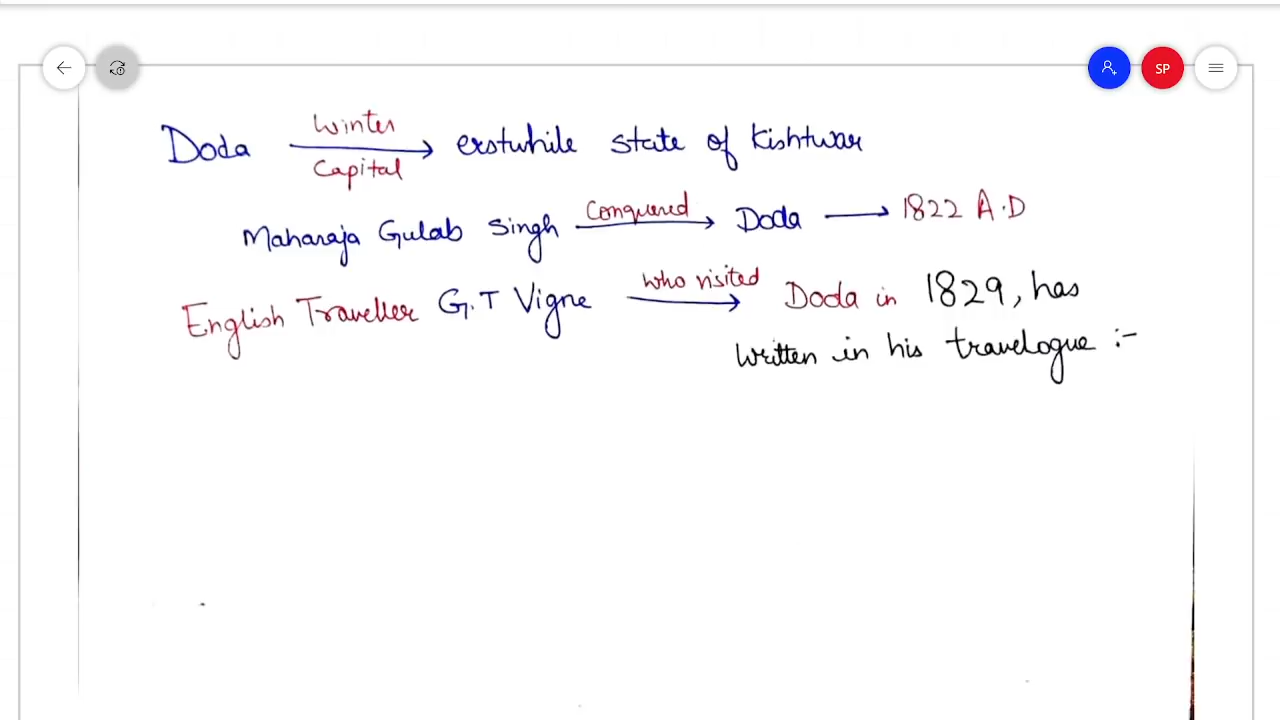 SP
Winter
Doda → erstwhile state of Kishtwar
Capital
Maharaja Gulab Singh Conquered → Doda → 1822 A.D
English Traveller G.T Vigne who visited → Doda in 1829, has
written in his travelogue :-